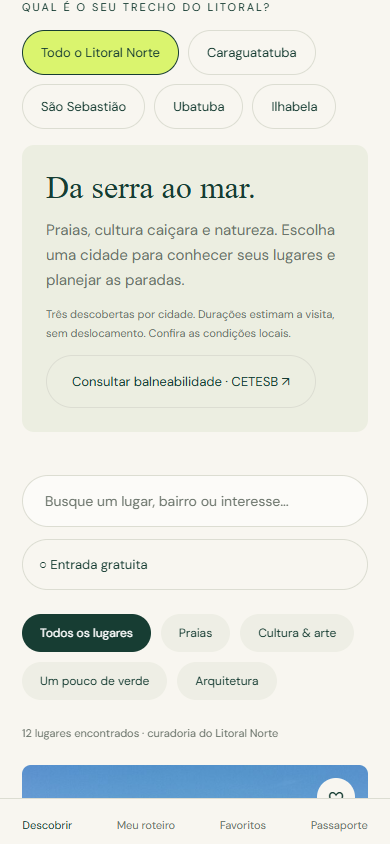 QUAL É O SEU TRECHO DO LITORAL?
Todo o Litoral Norte
Caraguatatuba
São Sebastião
Ubatuba
Ilhabela
Da serra ao mar.
Praias, cultura caiçara e natureza. Escolha
uma cidade para conhecer seus lugares e
planejar as paradas.
Três descobertas por cidade. Durações estimam a visita,
sem deslocamento. Confira as condições locais.
Consultar balneabilidade · CETESB ↗
Busque um lugar, bairro ou interesse...
○ Entrada gratuita
Todos os lugares
Praias
Cultura & arte
Um pouco de verde
Arquitetura
12 lugares encontrados · curadoria do Litoral Norte
Descobrir
Meu roteiro
Favoritos
Passaporte